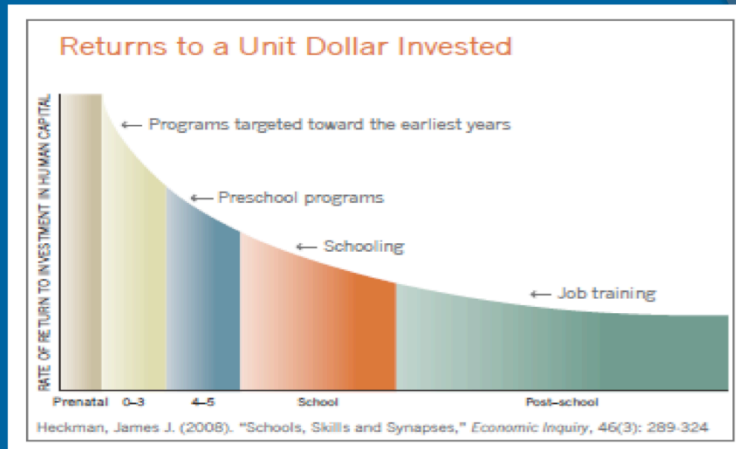 Returns to a Unit Dollar Invested
RATE OF RETURN TO INVESTMENT IN HUMAN CAPITAL
← Programs targeted toward the earliest years
← Preschool programs
← Schooling
← Job training
Prenatal 0–3 4–5 School Post–school
Heckman, James J. (2008). “Schools, Skills and Synapses,” Economic Inquiry, 46(3): 289-324